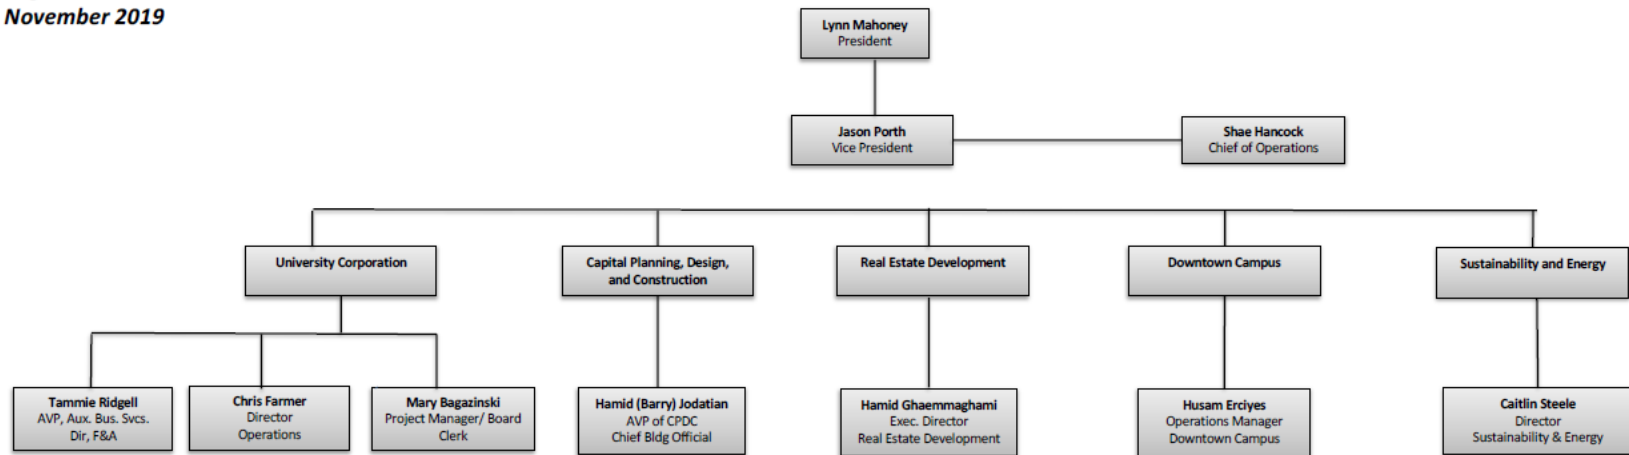 November 2019
Lynn Mahoney
President
Jason Porth
Vice President
Shae Hancock
Chief of Operations
University Corporation
Capital Planning, Design,
and Construction
Real Estate Development
Downtown Campus
Sustainability and Energy
Tammie Ridgell
AVP, Aux. Bus. Svcs.
Dir, F&A
Chris Farmer
Director
Operations
Mary Bagazinski
Project Manager/ Board
Clerk
Hamid (Barry) Jodatian
AVP of CPDC
Chief Bldg Official
Hamid Ghaemmaghami
Exec. Director
Real Estate Development
Husam Erciyes
Operations Manager
Downtown Campus
Caitlin Steele
Director
Sustainability & Energy